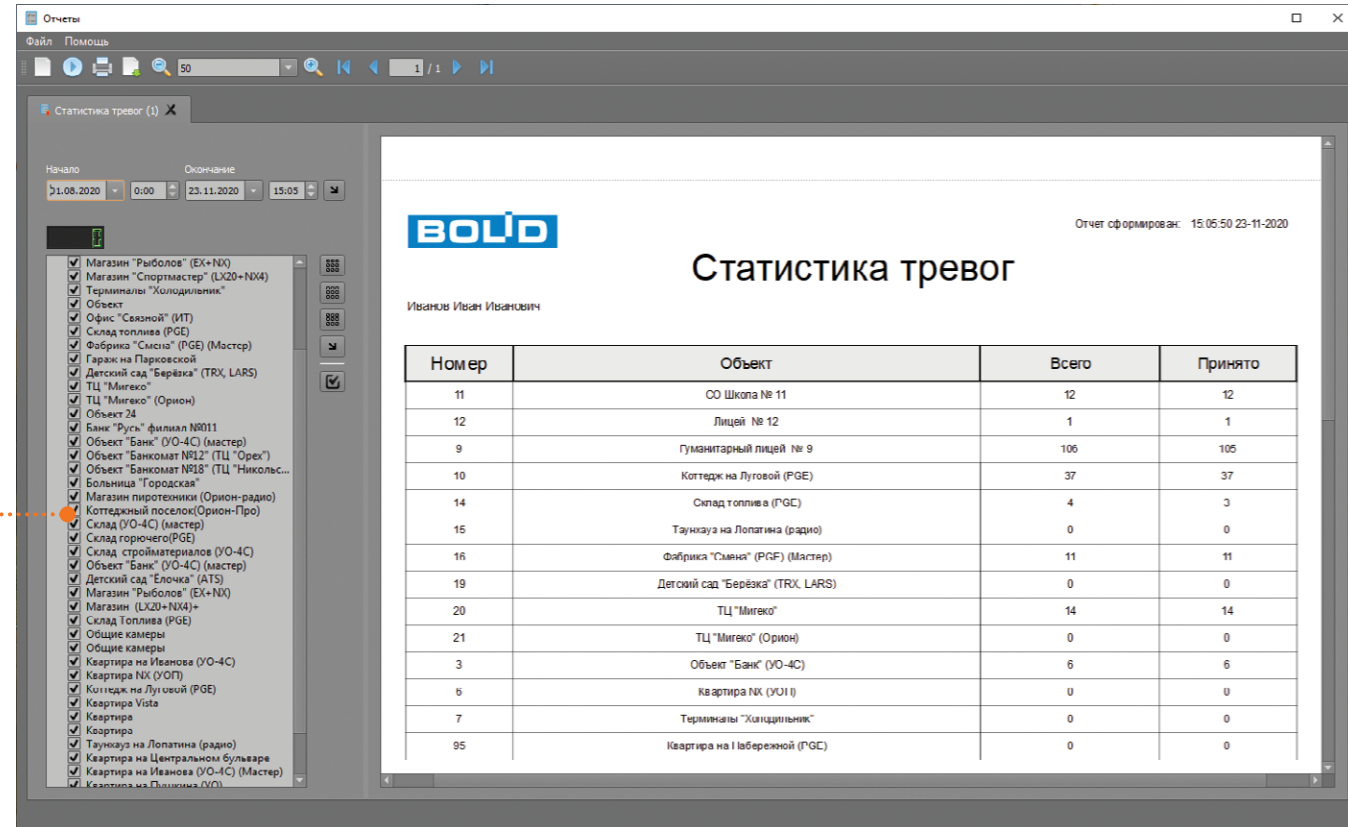 Отчеты
Файл Помощь
50 1 / 1
Статистика тревог (1)
Начало Окончание
01.08.2020 0:00 23.11.2020 15:05
Магазин "Рыболов" (EX+NX)
Магазин "Спортмастер" (LX20+NX4)
Терминалы "Холодильник"
Объект
Офис "Связной" (ИТ)
Склад топлива (PGE)
Фабрика "Смена" (PGE) (Мастер)
Гараж на Парковской
Детский сад "Берёзка" (TRX, LARS)
ТЦ "Мигеко"
ТЦ "Мигеко" (Орион)
Объект 24
Банк "Русь" филиал №011
Объект "Банк" (УО-4С) (мастер)
Объект "Банкомат №12" (ТЦ "Орех")
Объект "Банкомат №18" (ТЦ "Никольс...
Больница "Городская"
Магазин пиротехники (Орион-радио)
Коттеджный поселок(Орион-Про)
Склад (УО-4С) (мастер)
Склад горючего(PGE)
Склад стройматериалов (УО-4С)
Объект "Банк" (УО-4С) (мастер)
Детский сад "Ёлочка" (ATS)
Магазин "Рыболов" (EX+NX)
Магазин (LX20+NX4)+
Склад Топлива (PGE)
Общие камеры
Общие камеры
Квартира на Иванова (УО-4С)
Квартира NX (УОП)
Коттедж на Луговой (PGE)
Квартира Vista
Квартира
Квартира
Таунхауз на Лопатина (радио)
Квартира на Центральном бульваре
Квартира на Иванова (УО-4С) (Мастер)
Квартира на Пушкина (УО)
BOLID
Отчет сформирован: 15:05:50 23-11-2020
Статистика тревог
Иванов Иван Иванович
Номер Объект Всего Принято
11 СО Школа № 11 12 12
12 Лицей № 12 1 1
9 Гуманитарный лицей № 9 106 105
10 Коттедж на Луговой (PGE) 37 37
14 Склад топлива (PGE) 4 3
15 Таунхауз на Лопатина (радио) 0 0
16 Фабрика "Смена" (PGE) (Мастер) 11 11
19 Детский сад "Берёзка" (TRX, LARS) 0 0
20 ТЦ "Мигеко" 14 14
21 ТЦ "Мигеко" (Орион) 0 0
3 Объект "Банк" (УО-4С) 6 6
6 Квартира NX (УОП) 0 0
7 Терминалы "Холодильник" 0 0
95 Квартира на Набережной (PGE) 0 0